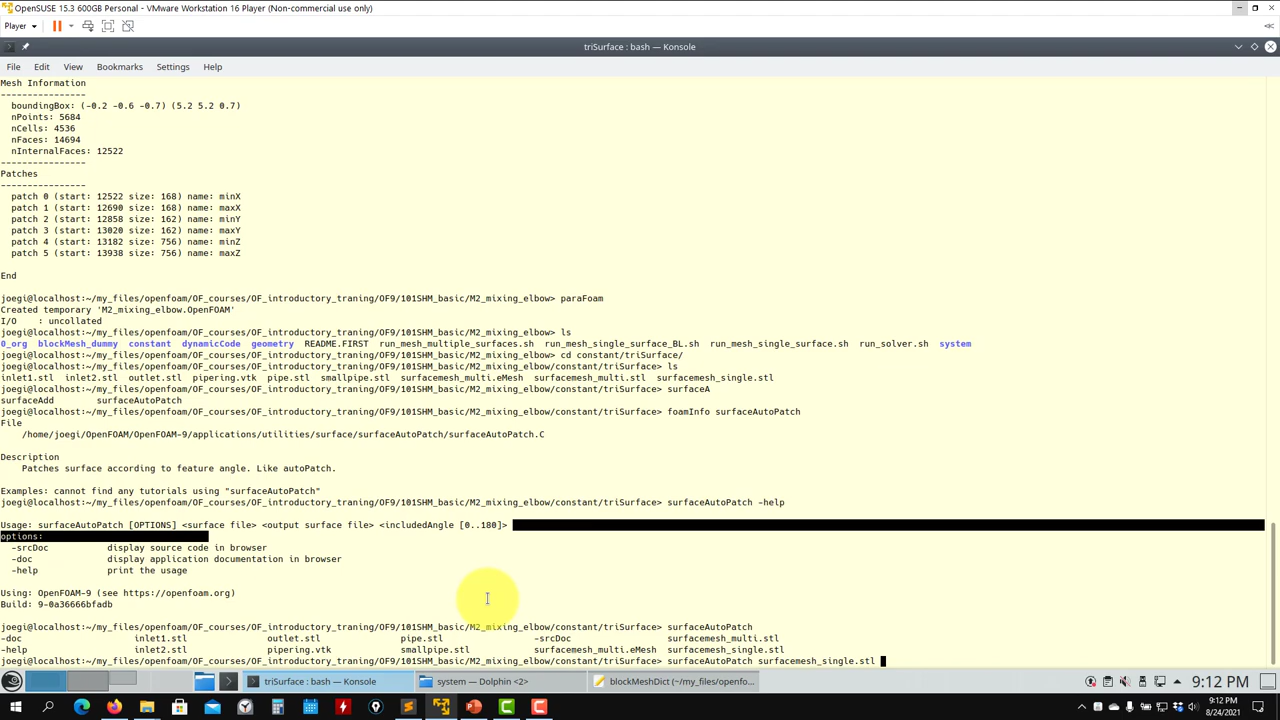 OpenSUSE 15.3 600GB Personal - VMware Workstation 16 Player (Non-commercial use only)
Player
triSurface : bash — Konsole
File Edit View Bookmarks Settings Help
Mesh Information
----------------
boundingBox: (-0.2 -0.6 -0.7) (5.2 5.2 0.7)
nPoints: 5684
nCells: 4536
nFaces: 14694
nInternalFaces: 12522
----------------
Patches
----------------
patch 0 (start: 12522 size: 168) name: minX
patch 1 (start: 12690 size: 168) name: maxX
patch 2 (start: 12858 size: 162) name: minY
patch 3 (start: 13020 size: 162) name: maxY
patch 4 (start: 13182 size: 756) name: minZ
patch 5 (start: 13938 size: 756) name: maxZ
End
joegi@localhost:~/my_files/openfoam/OF_courses/OF_introductory_traning/OF9/101SHM_basic/M2_mixing_elbow> paraFoam
Created temporary 'M2_mixing_elbow.OpenFOAM'
I/O : uncollated
joegi@localhost:~/my_files/openfoam/OF_courses/OF_introductory_traning/OF9/101SHM_basic/M2_mixing_elbow> ls
0_org blockMesh_dummy constant dynamicCode geometry README.FIRST run_mesh_multiple_surfaces.sh run_mesh_single_surface_BL.sh run_mesh_single_surface.sh run_solver.sh system
joegi@localhost:~/my_files/openfoam/OF_courses/OF_introductory_traning/OF9/101SHM_basic/M2_mixing_elbow> cd constant/triSurface/
joegi@localhost:~/my_files/openfoam/OF_courses/OF_introductory_traning/OF9/101SHM_basic/M2_mixing_elbow/constant/triSurface> ls
inlet1.stl inlet2.stl outlet.stl pipering.vtk pipe.stl smallpipe.stl surfacemesh_multi.eMesh surfacemesh_multi.stl surfacemesh_single.stl
joegi@localhost:~/my_files/openfoam/OF_courses/OF_introductory_traning/OF9/101SHM_basic/M2_mixing_elbow/constant/triSurface> surfaceA
surfaceAdd surfaceAutoPatch
joegi@localhost:~/my_files/openfoam/OF_courses/OF_introductory_traning/OF9/101SHM_basic/M2_mixing_elbow/constant/triSurface> foamInfo surfaceAutoPatch
File
/home/joegi/OpenFOAM/OpenFOAM-9/applications/utilities/surface/surfaceAutoPatch/surfaceAutoPatch.C
Description
Patches surface according to feature angle. Like autoPatch.
Examples: cannot find any tutorials using "surfaceAutoPatch"
joegi@localhost:~/my_files/openfoam/OF_courses/OF_introductory_traning/OF9/101SHM_basic/M2_mixing_elbow/constant/triSurface> surfaceAutoPatch -help
Usage: surfaceAutoPatch [OPTIONS] <surface file> <output surface file> <includedAngle [0..180]>
options:
-srcDoc display source code in browser
-doc display application documentation in browser
-help print the usage
Using: OpenFOAM-9 (see https://openfoam.org)
Build: 9-0a36666bfadb
joegi@localhost:~/my_files/openfoam/OF_courses/OF_introductory_traning/OF9/101SHM_basic/M2_mixing_elbow/constant/triSurface> surfaceAutoPatch
-doc inlet1.stl outlet.stl pipe.stl -srcDoc surfacemesh_multi.stl
-help inlet2.stl pipering.vtk smallpipe.stl surfacemesh_multi.eMesh surfacemesh_single.stl
joegi@localhost:~/my_files/openfoam/OF_courses/OF_introductory_traning/OF9/101SHM_basic/M2_mixing_elbow/constant/triSurface> surfaceAutoPatch surfacemesh_single.stl
triSurface : bash — Konsole system — Dolphin <2> blockMeshDict (~/my_files/openfo... 9:12 PM
9:12 PM
8/24/2021